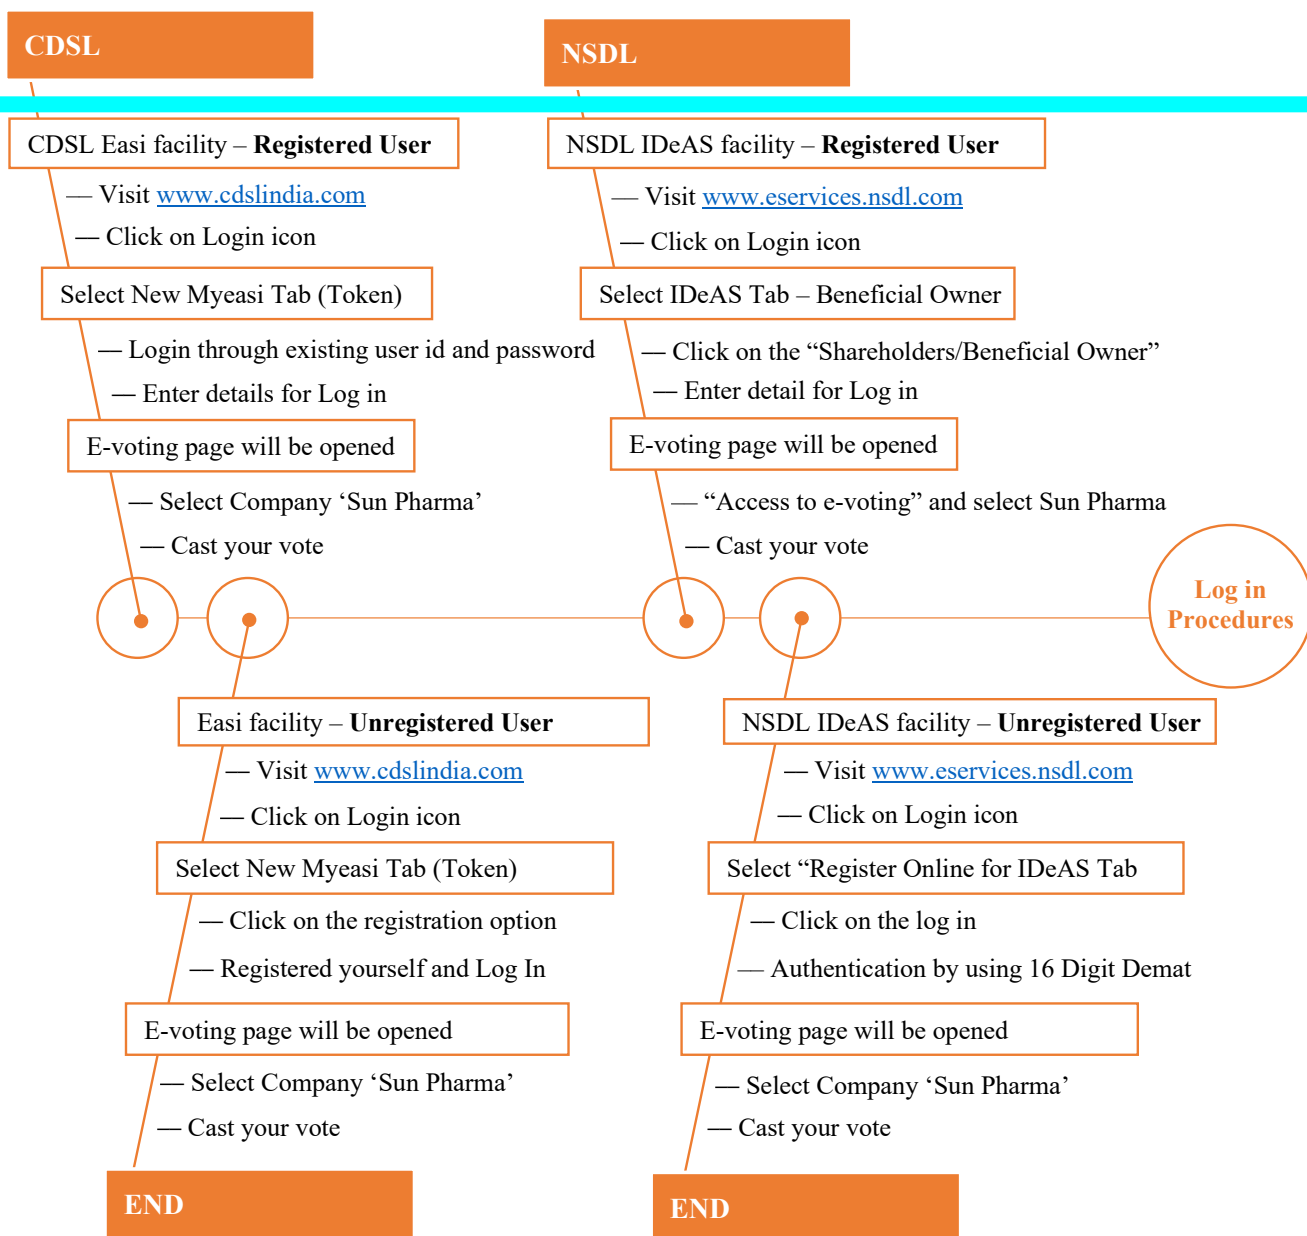 CDSL
CDSL Easi facility – Registered User
— Visit www.cdslindia.com
— Click on Login icon
Select New Myeasi Tab (Token)
— Login through existing user id and password
— Enter details for Log in
E-voting page will be opened
— Select Company ‘Sun Pharma’
— Cast your vote
NSDL
NSDL IDeAS facility – Registered User
— Visit www.eservices.nsdl.com
— Click on Login icon
Select IDeAS Tab – Beneficial Owner
— Click on the “Shareholders/Beneficial Owner”
— Enter detail for Log in
E-voting page will be opened
— “Access to e-voting” and select Sun Pharma
— Cast your vote
Log in
Procedures
Easi facility – Unregistered User
— Visit www.cdslindia.com
— Click on Login icon
Select New Myeasi Tab (Token)
— Click on the registration option
— Registered yourself and Log In
E-voting page will be opened
— Select Company ‘Sun Pharma’
— Cast your vote
END
NSDL IDeAS facility – Unregistered User
— Visit www.eservices.nsdl.com
— Click on Login icon
Select “Register Online for IDeAS Tab
— Click on the log in
— Authentication by using 16 Digit Demat
E-voting page will be opened
— Select Company ‘Sun Pharma’
— Cast your vote
END